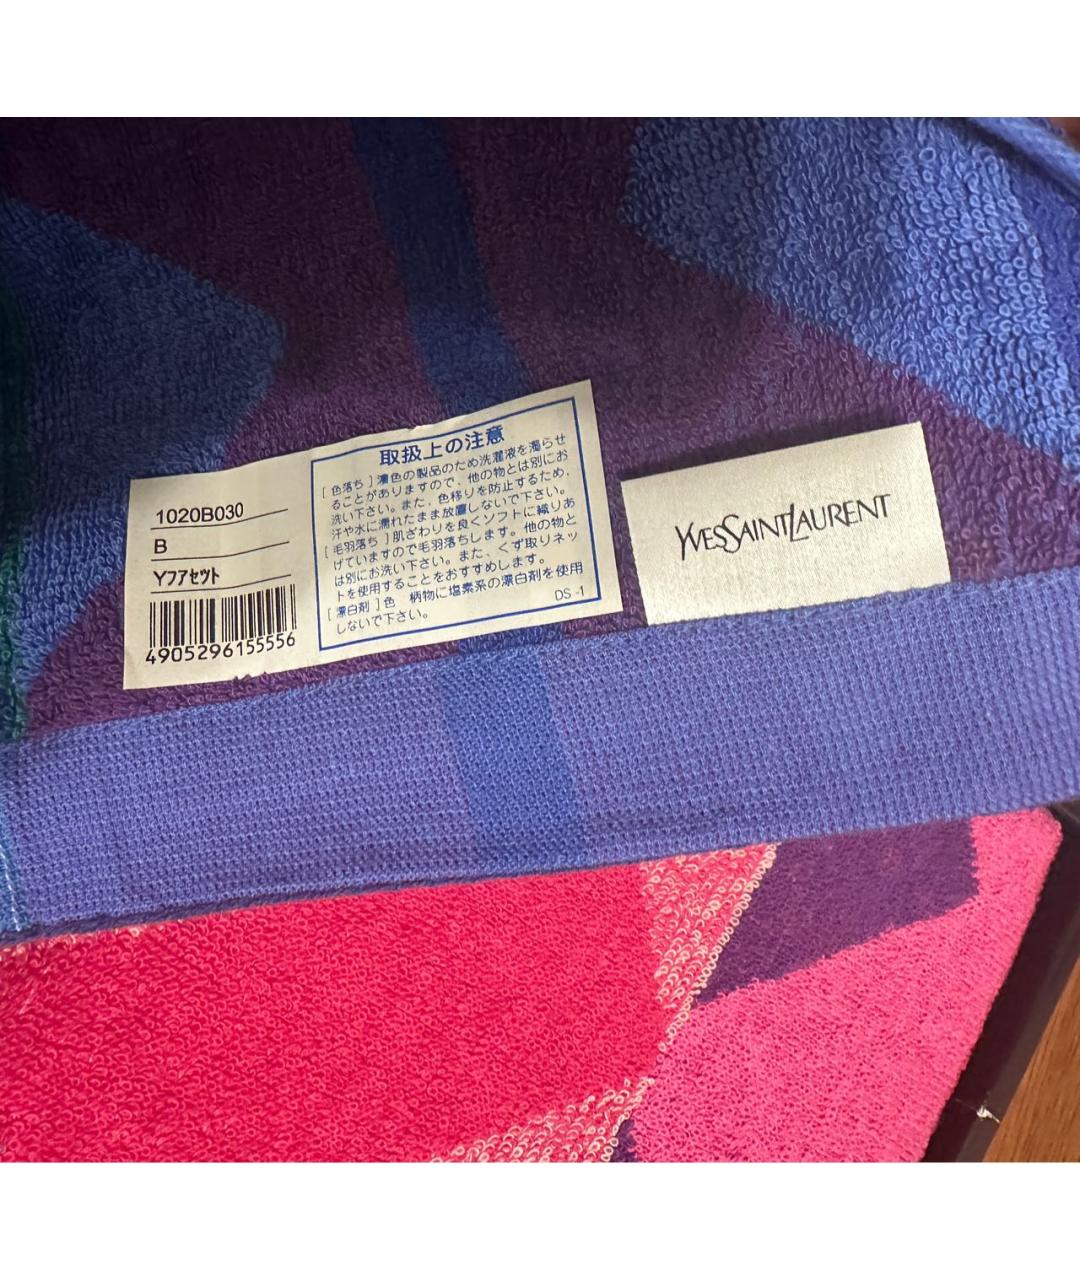 1020B030
B
Yフアセット
4905296155556
取扱上の注意
[ 色落ち ] 濃色の製品のため洗濯液を濁らせ
ることがありますので、他の物とは別にお
洗い下さい。また、色移りを防止するため、
汗や水に濡れたまま放置しないで下さい。
[ 毛羽落ち ] 肌ざわりを良くソフトに織りあ
げていますので毛羽落ちします。他の物と
は別にお洗い下さい。また、くず取りネッ
トを使用することをおすすめします。
[ 漂白剤 ] 色 柄物に塩素系の漂白剤を使用
しないで下さい。
DS-1
YVESSAINTLAURENT